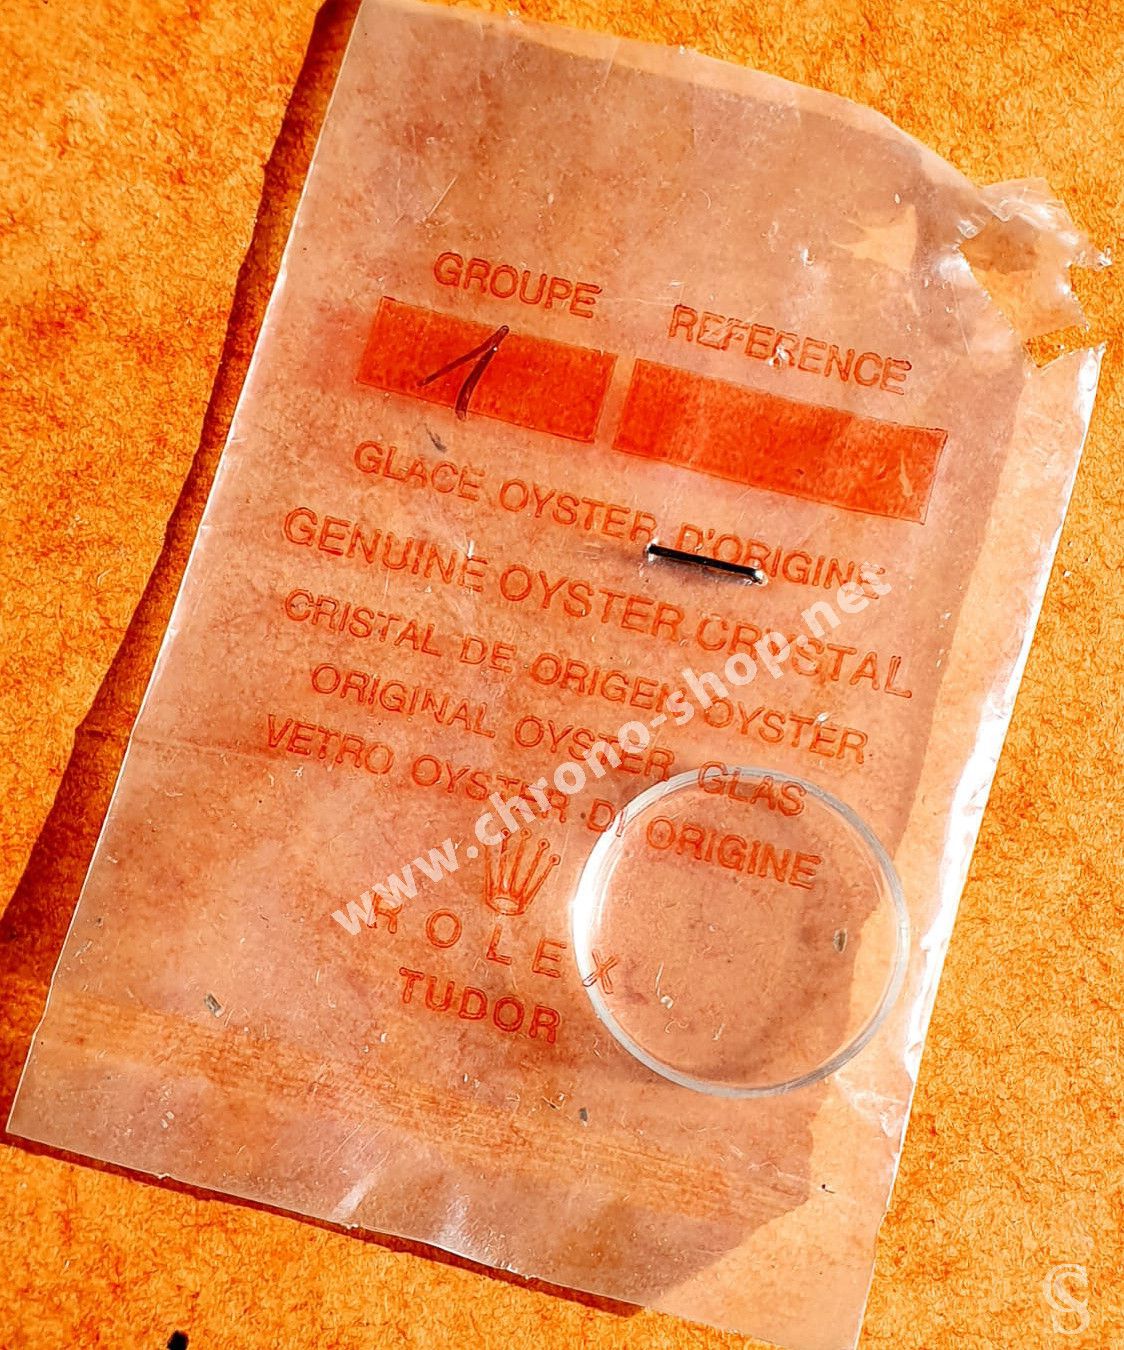 GROUPE REFERENCE
1
GLACE OYSTER D'ORIGINE
GENUINE OYSTER CRYSTAL
CRISTAL DE ORIGEN OYSTER
ORIGINAL OYSTER GLAS
VETRO OYSTER DI ORIGINE
ROLEX
TUDOR
www.chrono-shop.net